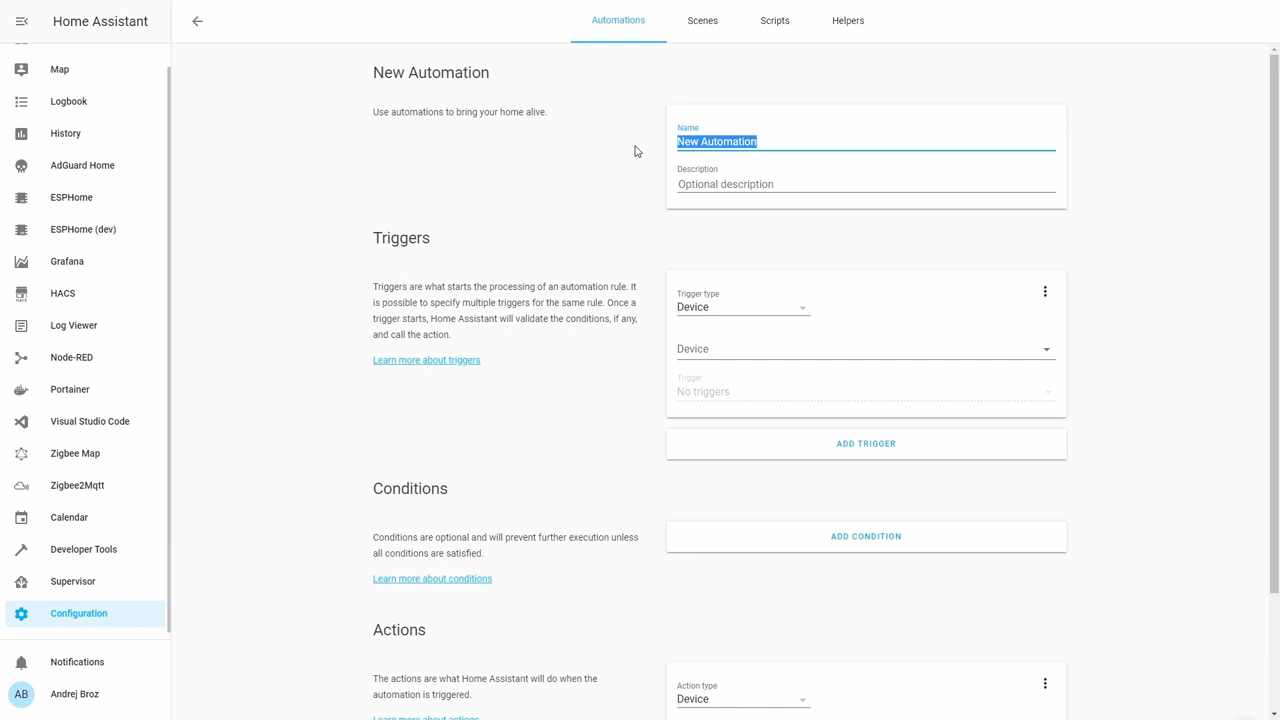 Home Assistant
Map
Logbook
History
AdGuard Home
ESPHome
ESPHome (dev)
Grafana
HACS
HACS
Log Viewer
Node-RED
Portainer
Visual Studio Code
Zigbee Map
Zigbee2Mqtt
Calendar
Developer Tools
Supervisor
Configuration
Notifications
AB
Andrej Broz
Automations
Scenes
Scripts
Helpers
New Automation
Use automations to bring your home alive.
Name
New Automation
Description
Optional description
Triggers
Triggers are what starts the processing of an automation rule. It
is possible to specify multiple triggers for the same rule. Once a
trigger starts, Home Assistant will validate the conditions, if any,
and call the action.
Learn more about triggers
Trigger type
Device
Device
Trigger
No triggers
ADD TRIGGER
Conditions
Conditions are optional and will prevent further execution unless
all conditions are satisfied.
Learn more about conditions
ADD CONDITION
Actions
The actions are what Home Assistant will do when the
automation is triggered.
Learn more about actions
Action type
Device